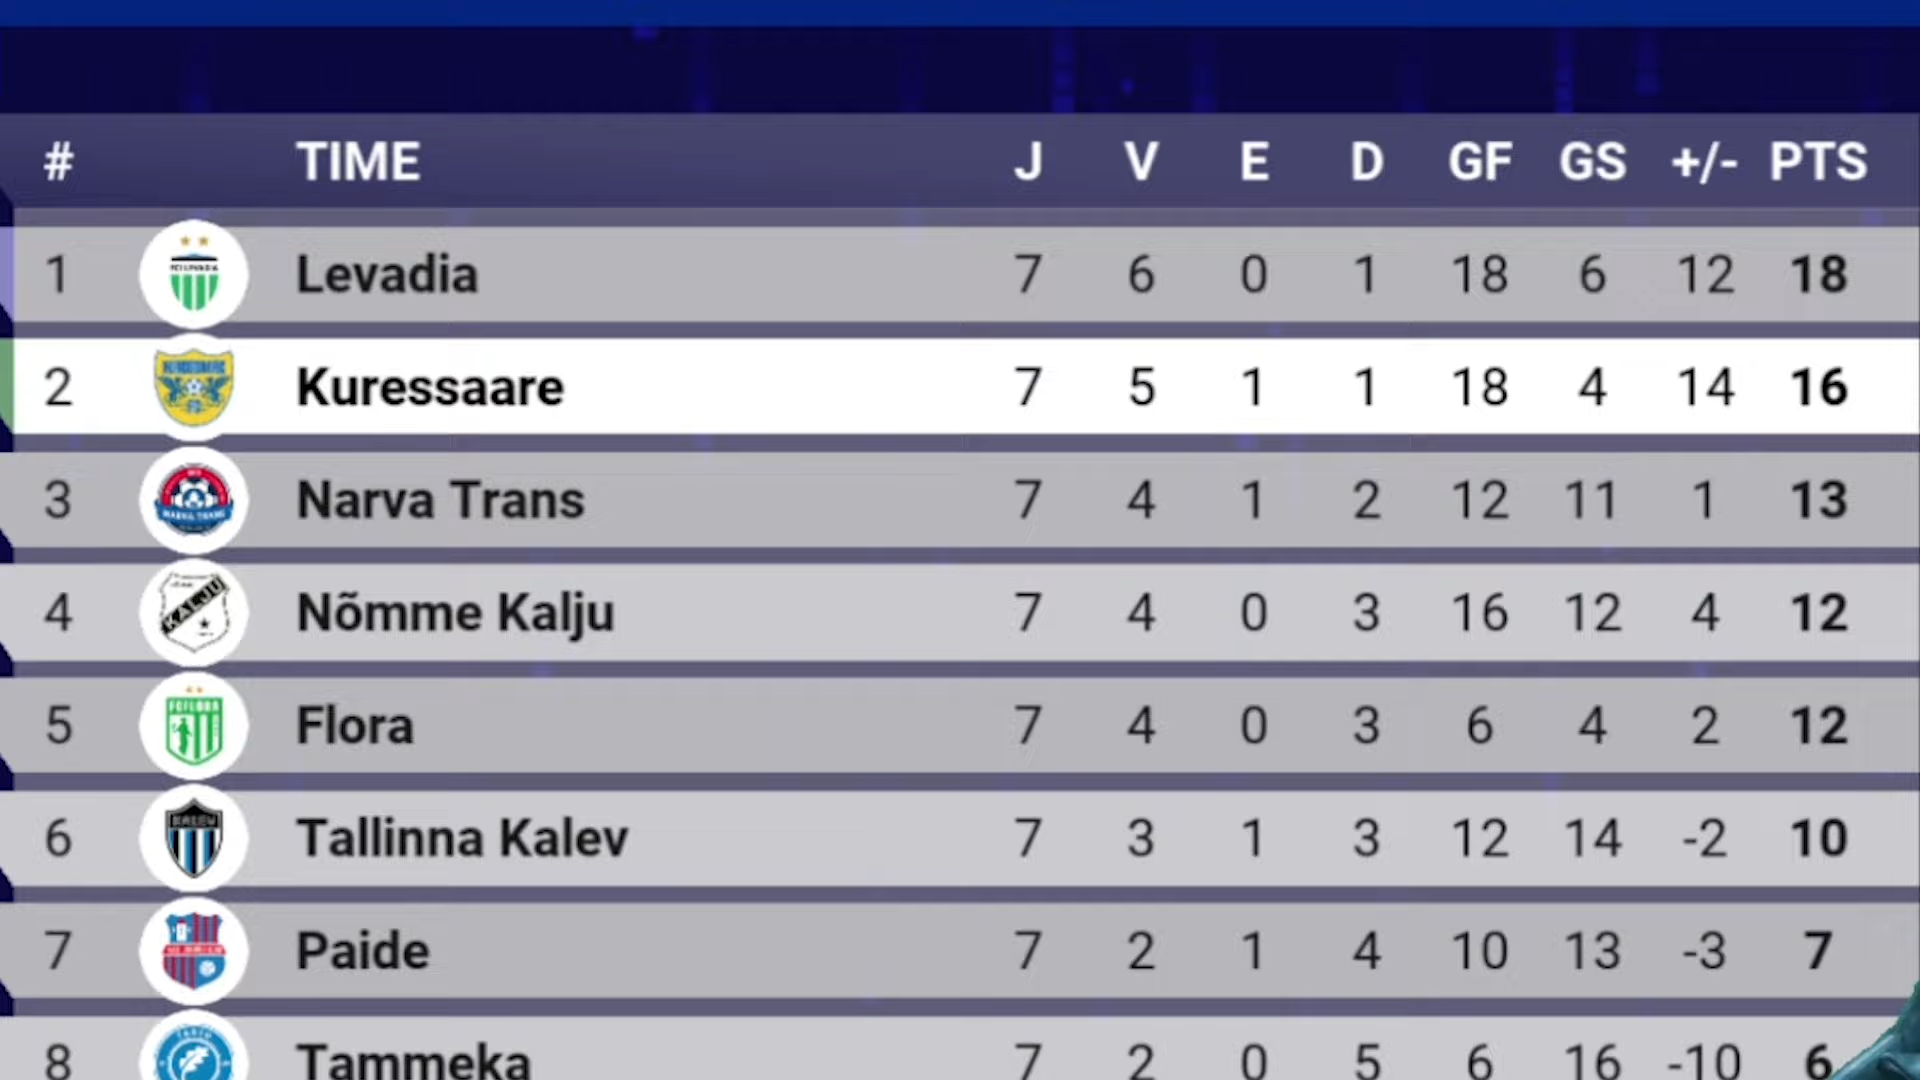 # TIME J V E D GF GS +/- PTS
1 Levadia 7 6 0 1 18 6 12 18
2 Kuressaare 7 5 1 1 18 4 14 16
3 Narva Trans 7 4 1 2 12 11 1 13
4 KALJU Nõmme Kalju 7 4 0 3 16 12 4 12
5 FC FLORA Flora 7 4 0 3 6 4 2 12
6 KALEV Tallinna Kalev 7 3 1 3 12 14 -2 10
7 Paide 7 2 1 4 10 13 -3 7
8 Tammeka 7 2 0 5 6 16 -10 6